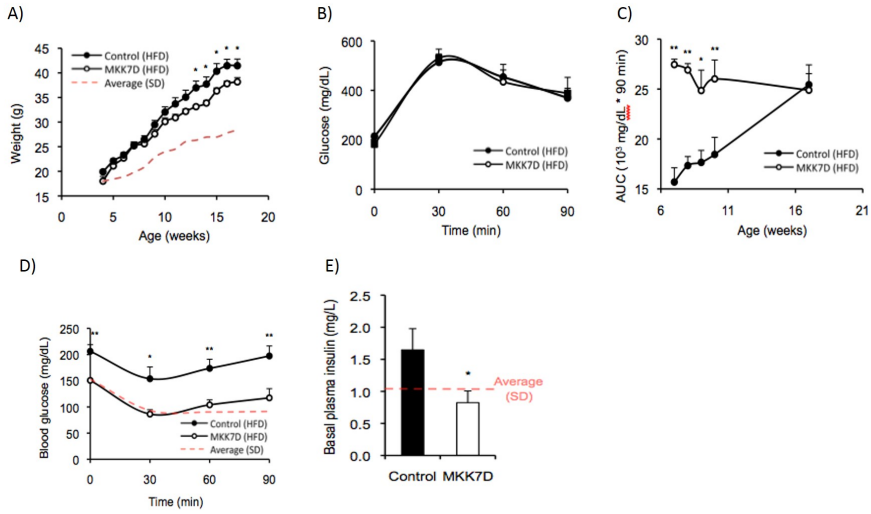 A)
B)
C)
45
40
35
30
25
20
15
Weight (g)
Control (HFD)
MKK7D (HFD)
Average (SD)
* * * * *
0 5 10 15 20
Age (weeks)
600
400
200
0
Glucose (mg/dL)
Control (HFD)
MKK7D (HFD)
0 30 60 90
Time (min)
30
25
20
15
AUC (10³ mg/dL* 90 min)
** ** * **
Control (HFD)
MKK7D (HFD)
6 11 16 21
Age (weeks)
D)
E)
250
200
150
100
50
0
Blood glucose (mg/dL)
** * ** **
Control (HFD)
MKK7D (HFD)
Average (SD)
0 30 60 90
Time (min)
2.5
2.0
1.5
1.0
0.5
0.0
Basal plasma insulin (mg/L)
*
Average
(SD)
Control MKK7D